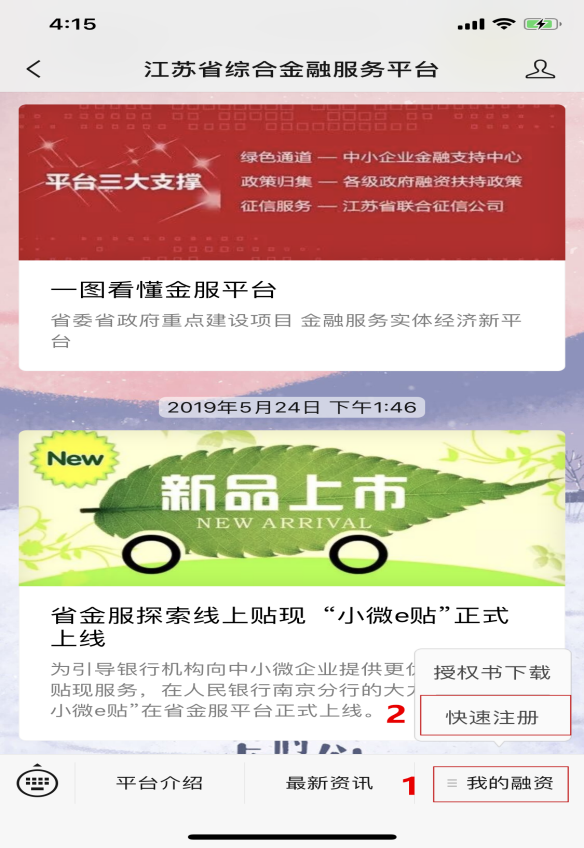 4:15
江苏省综合金融服务平台
平台三大支撑
绿色通道 — 中小企业金融支持中心
政策归集 — 各级政府融资扶持政策
征信服务 — 江苏省联合征信公司
一图看懂金服平台
省委省政府重点建设项目 金融服务实体经济新平
台
2019年5月24日 下午1:46
New
新品上市
NEW ARRIVAL
省金服探索线上贴现“小微e贴”正式
上线
为引导银行机构向中小微企业提供更优
贴现服务，在人民银行南京分行的大
小微e贴”在省金服平台正式上线。
授权书下载
2 快速注册
平台介绍
最新资讯
1 我的融资